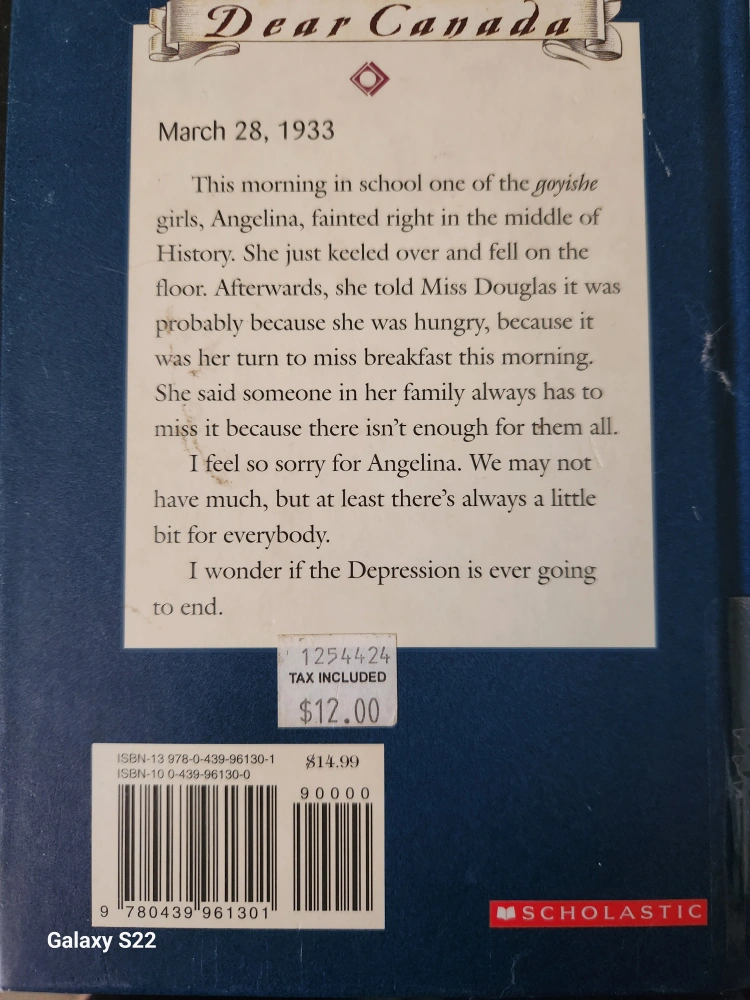 Dear Canada
March 28, 1933
This morning in school one of the goyishe
girls, Angelina, fainted right in the middle of
History. She just keeled over and fell on the
floor. Afterwards, she told Miss Douglas it was
probably because she was hungry, because it
was her turn to miss breakfast this morning.
She said someone in her family always has to
miss it because there isn't enough for them all.
I feel so sorry for Angelina. We may not
have much, but at least there's always a little
bit for everybody.
I wonder if the Depression is ever going
to end.
1254424
TAX INCLUDED
$12.00
ISBN-13 978-0-439-96130-1
ISBN-10 0-439-96130-0
$14.99
90000
9 780439 961301
SCHOLASTIC
Galaxy S22